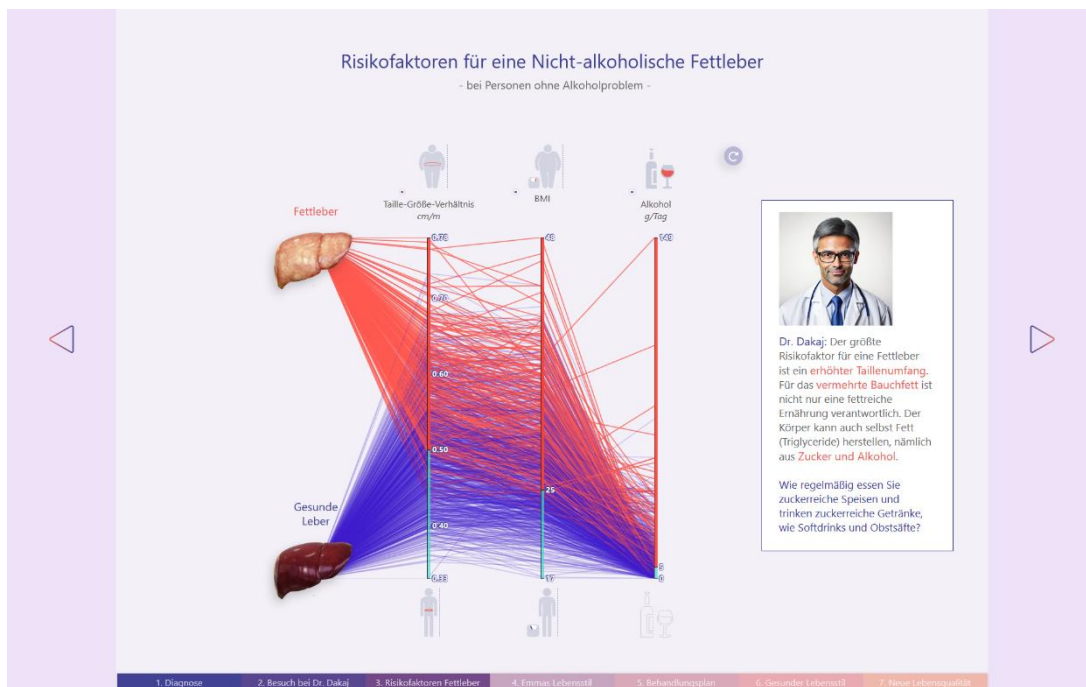 Risikofaktoren für eine Nicht-alkoholische Fettleber
- bei Personen ohne Alkoholproblem -
Taille-Größe-Verhältnis
cm/m
BMI
Alkohol
g/Tag
Fettleber
0.78
0.70
0.60
0.50
0.40
0.33
25
17
149
5
0
Gesunde
Leber
Dr. Dakaj: Der größte
Risikofaktor für eine Fettleber
ist ein erhöhter Taillenumfang.
Für das vermehrte Bauchfett ist
nicht nur eine fettreiche
Ernährung verantwortlich. Der
Körper kann auch selbst Fett
(Triglyceride) herstellen, nämlich
aus Zucker und Alkohol.
Wie regelmäßig essen Sie
zuckerreiche Speisen und
trinken zuckerreiche Getränke,
wie Softdrinks und Obstsäfte?
1. Diagnose
2. Besuch bei Dr. Dakaj
3. Risikofaktoren Fettleber
4. Emmas Lebensstil
5. Behandlungsplan
6. Gesunder Lebensstil
7. Neue Lebensqualität